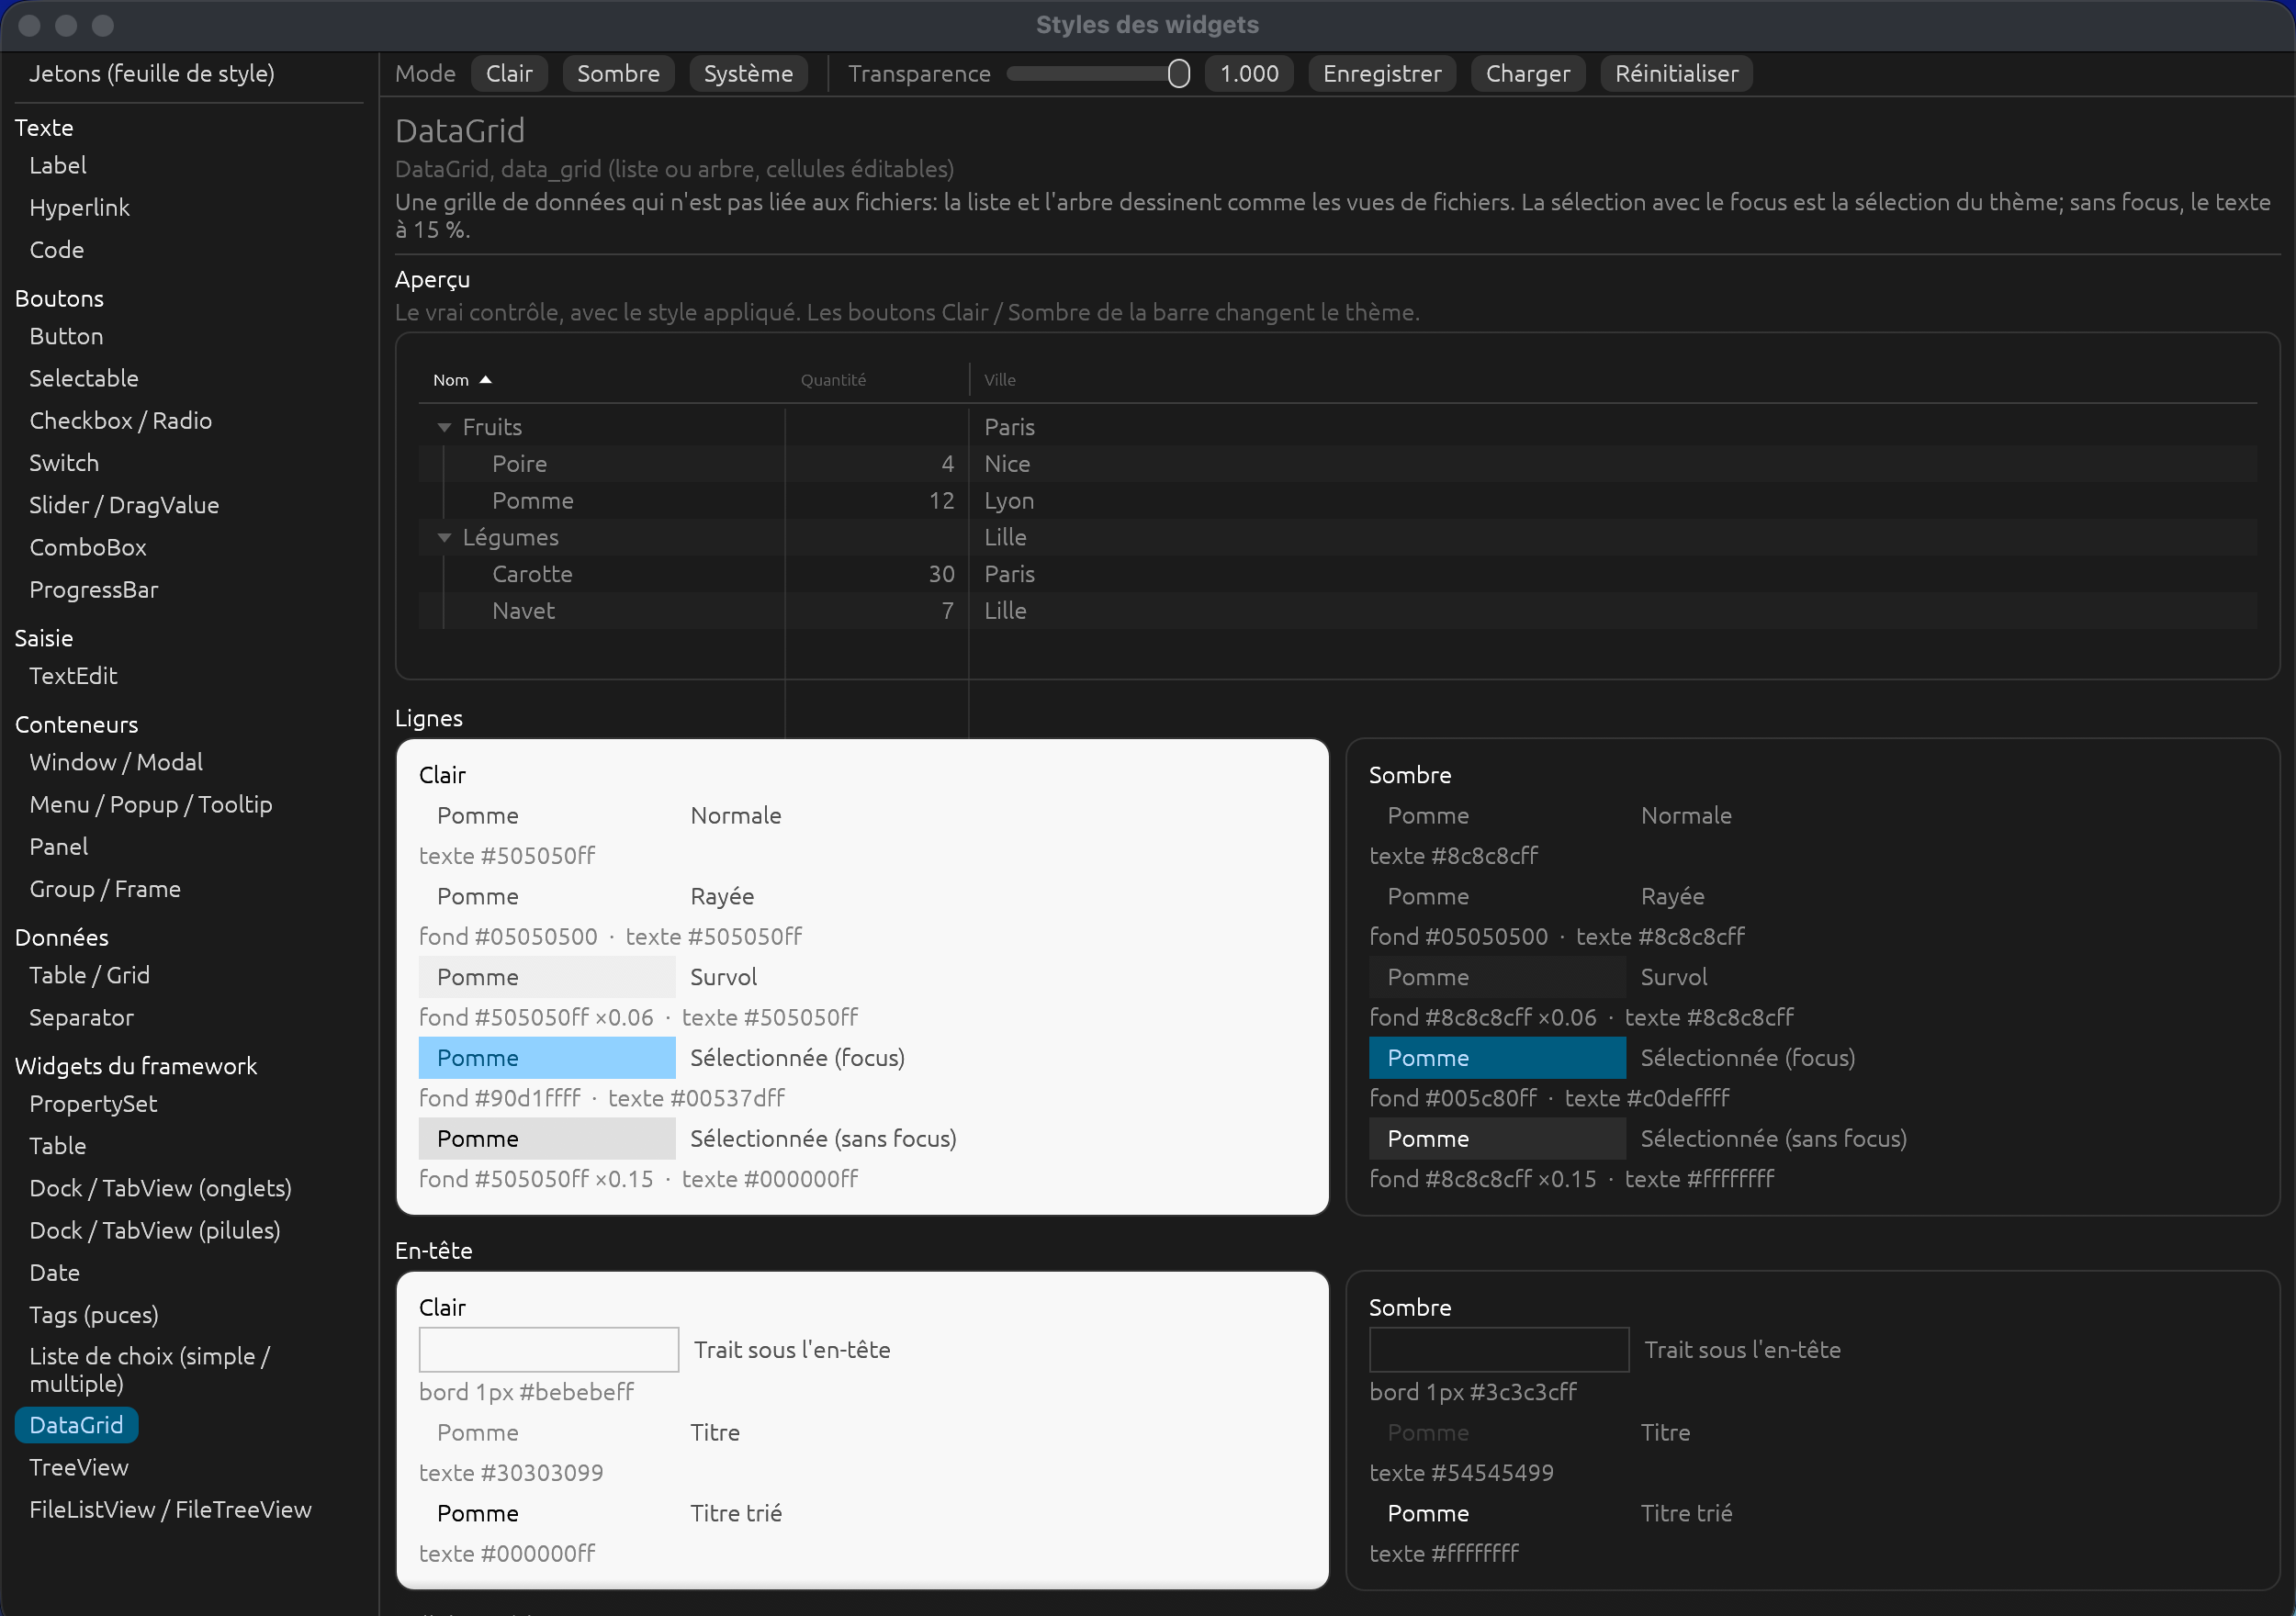 Styles des widgets
Jetons (feuille de style)
Texte
Label
Hyperlink
Code
Boutons
Button
Selectable
Checkbox / Radio
Switch
Slider / DragValue
ComboBox
ProgressBar
Saisie
TextEdit
Conteneurs
Window / Modal
Menu / Popup / Tooltip
Panel
Group / Frame
Données
Table / Grid
Separator
Widgets du framework
PropertySet
Table
Dock / TabView (onglets)
Dock / TabView (pilules)
Date
Tags (puces)
Liste de choix (simple /
multiple)
DataGrid
TreeView
FileListView / FileTreeView
Mode Clair Sombre Système Transparence 1.000 Enregistrer Charger Réinitialiser
DataGrid
DataGrid, data_grid (liste ou arbre, cellules éditables)
Une grille de données qui n'est pas liée aux fichiers: la liste et l'arbre dessinent comme les vues de fichiers. La sélection avec le focus est la sélection du thème; sans focus, le texte
à 15 %.
Aperçu
Le vrai contrôle, avec le style appliqué. Les boutons Clair / Sombre de la barre changent le thème.
Nom Quantité Ville
Fruits Paris
Poire 4 Nice
Pomme 12 Lyon
Légumes Lille
Carotte 30 Paris
Navet 7 Lille
Lignes
Clair
Pomme Normale
texte #505050ff
Pomme Rayée
fond #05050500 · texte #505050ff
Pomme Survol
fond #505050ff ×0.06 · texte #505050ff
Pomme Sélectionnée (focus)
fond #90d1ffff · texte #00537dff
Pomme Sélectionnée (sans focus)
fond #505050ff ×0.15 · texte #000000ff
Sombre
Pomme Normale
texte #8c8c8cff
Pomme Rayée
fond #05050500 · texte #8c8c8cff
Pomme Survol
fond #8c8c8cff ×0.06 · texte #8c8c8cff
Pomme Sélectionnée (focus)
fond #005c80ff · texte #c0deffff
Pomme Sélectionnée (sans focus)
fond #8c8c8cff ×0.15 · texte #ffffffff
En-tête
Clair
Trait sous l'en-tête
bord 1px #bebebeff
Pomme Titre
texte #30303099
Pomme Titre trié
texte #000000ff
Sombre
Trait sous l'en-tête
bord 1px #3c3c3cff
Pomme Titre
texte #54545499
Pomme Titre trié
texte #ffffffff